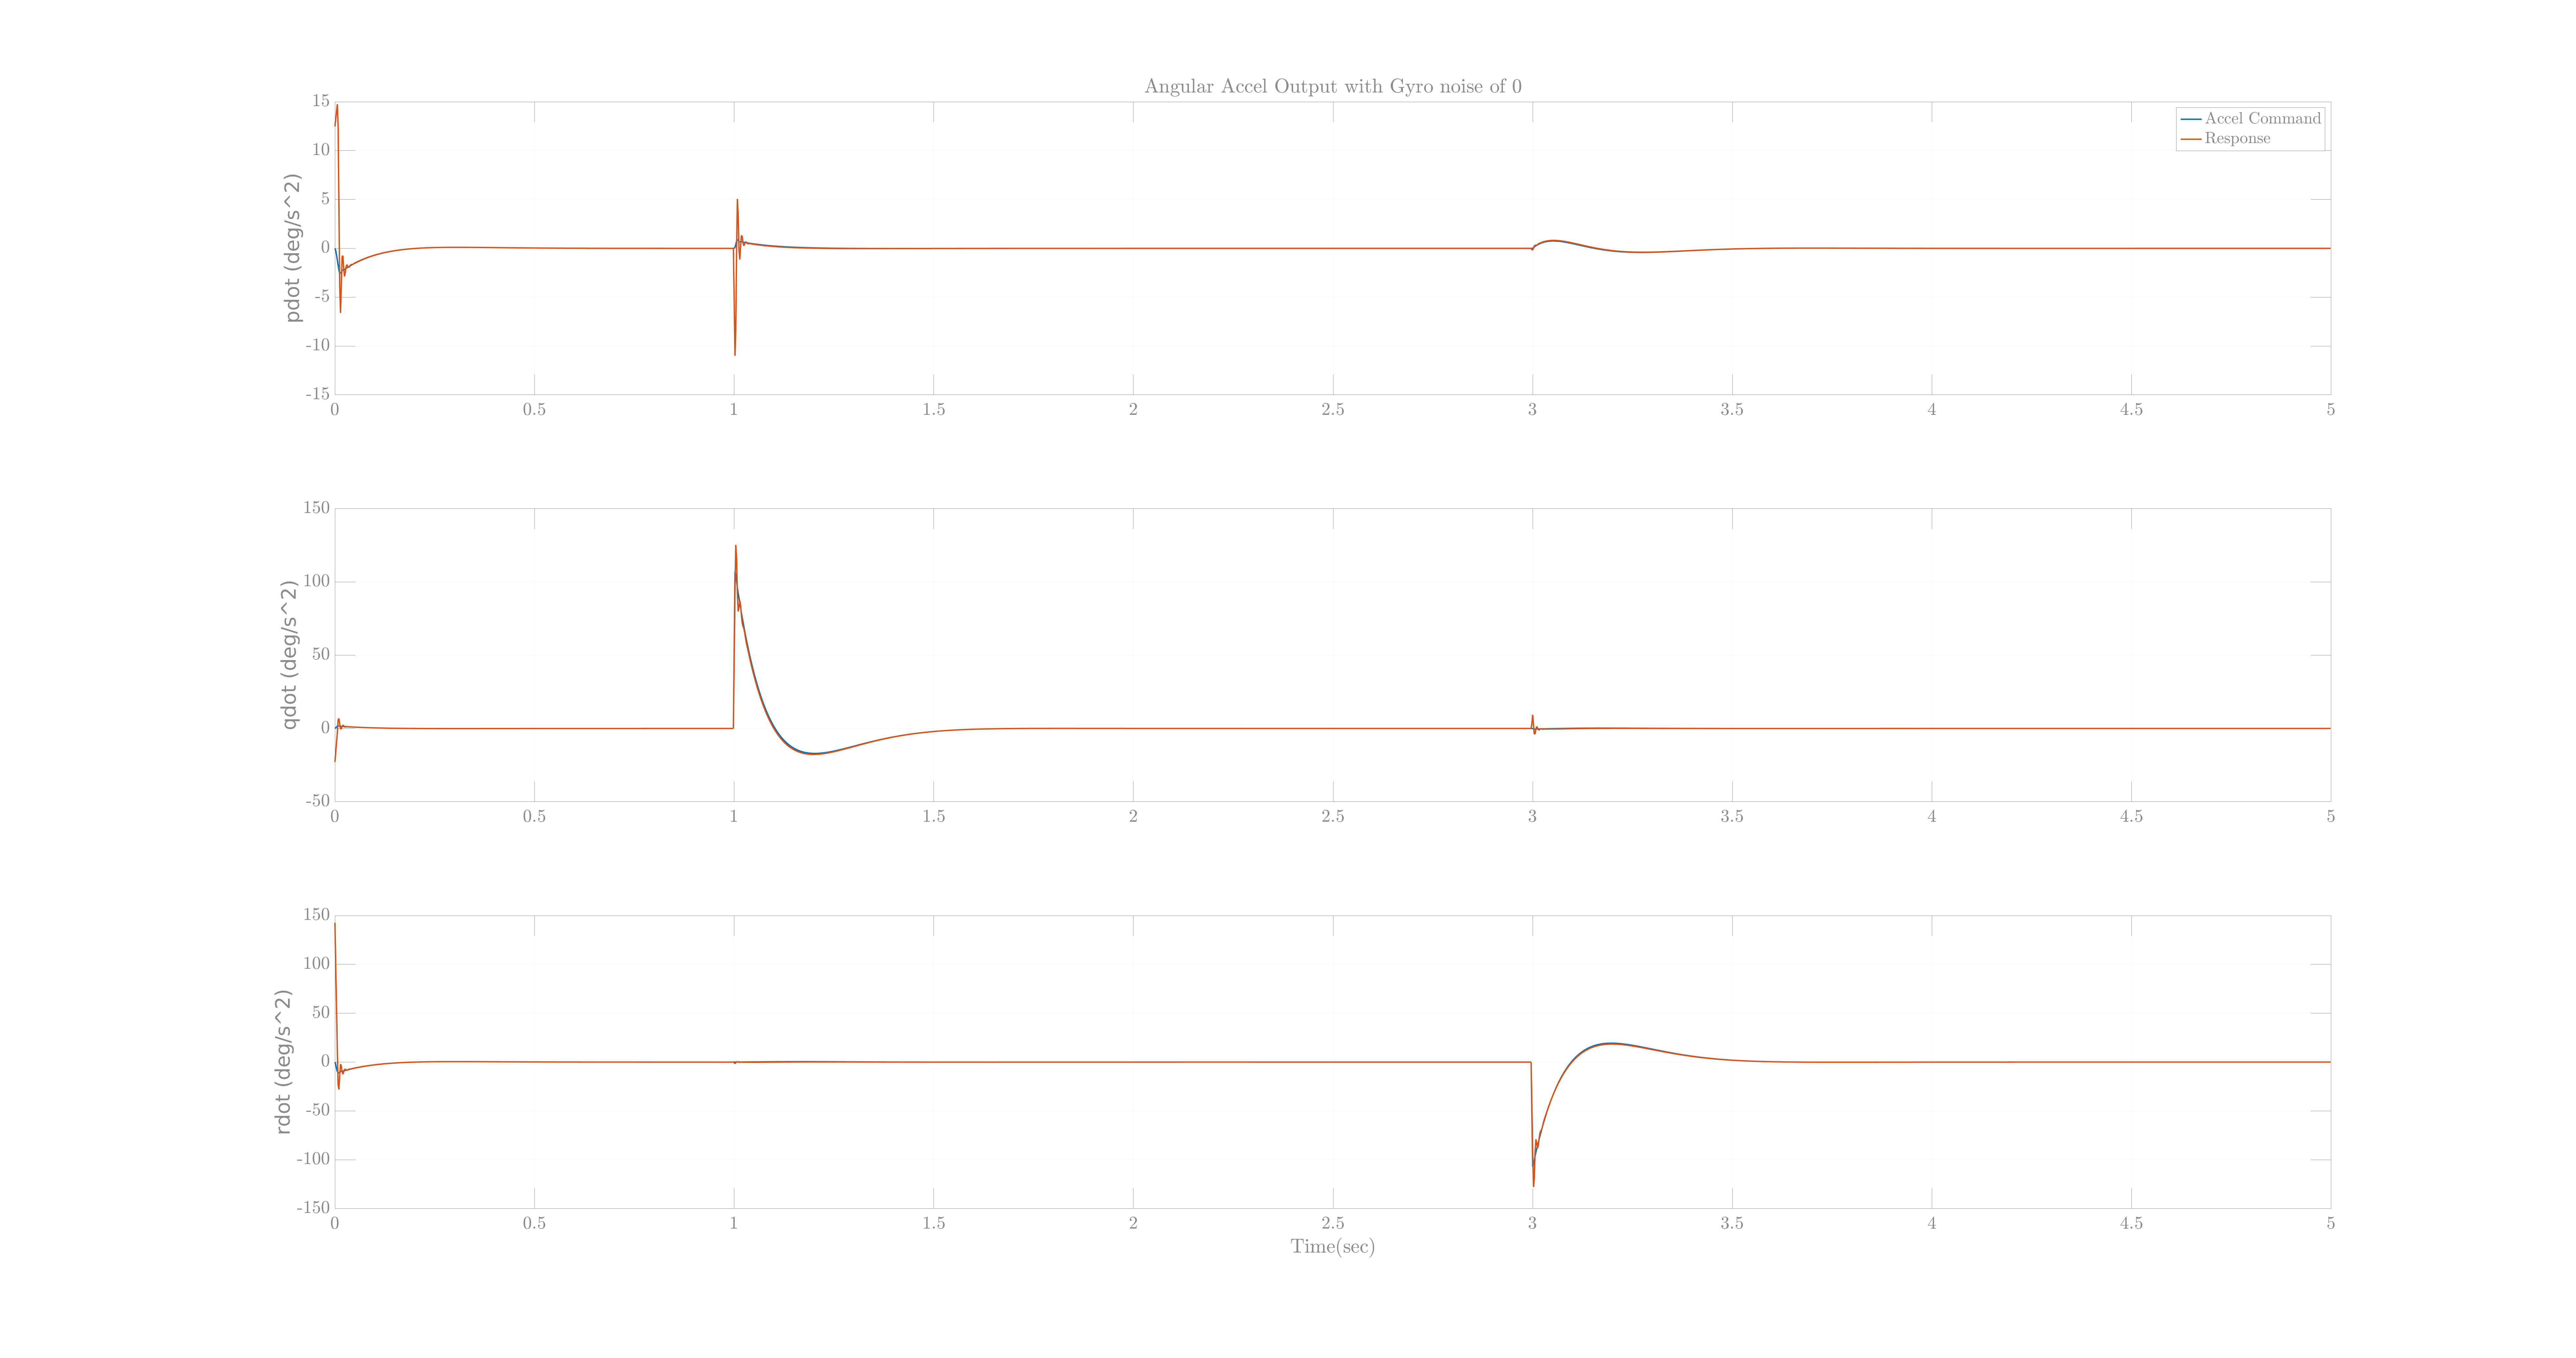 Angular Accel Output with Gyro noise of 0
Accel Command
Response
pdot (deg/s^2)
15
10
5
0
-5
-10
-15
0 0.5 1 1.5 2 2.5 3 3.5 4 4.5 5
qdot (deg/s^2)
150
100
50
0
-50
0 0.5 1 1.5 2 2.5 3 3.5 4 4.5 5
rdot (deg/s^2)
150
100
50
0
-50
-100
-150
0 0.5 1 1.5 2 2.5 3 3.5 4 4.5 5
Time(sec)